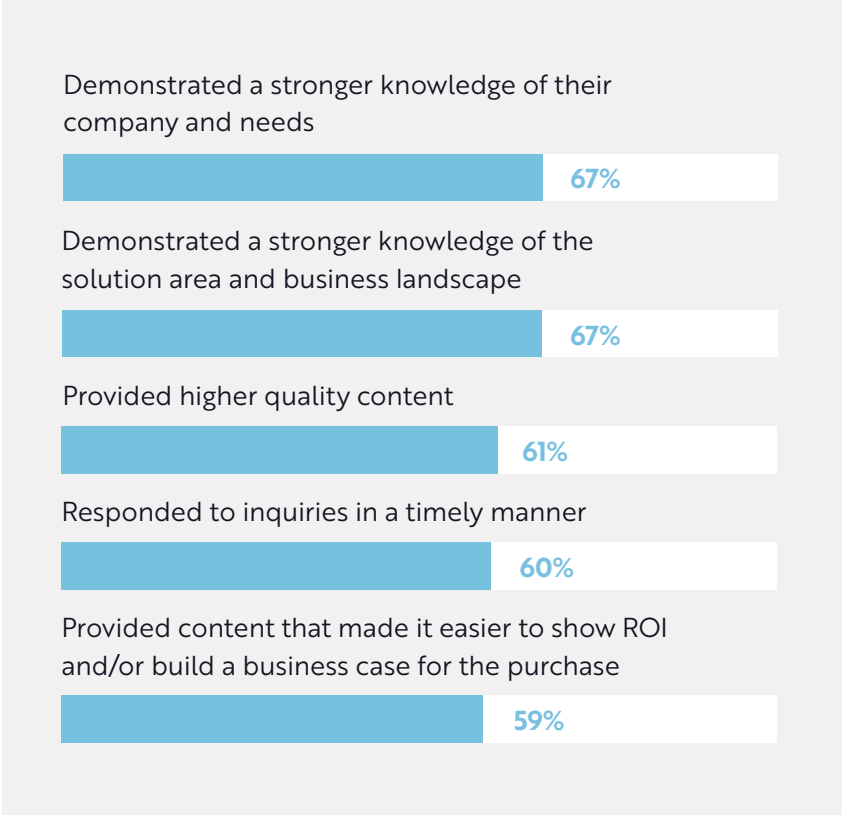 Demonstrated a stronger knowledge of their
company and needs
67%
Demonstrated a stronger knowledge of the
solution area and business landscape
67%
Provided higher quality content
61%
Responded to inquiries in a timely manner
60%
Provided content that made it easier to show ROI
and/or build a business case for the purchase
59%